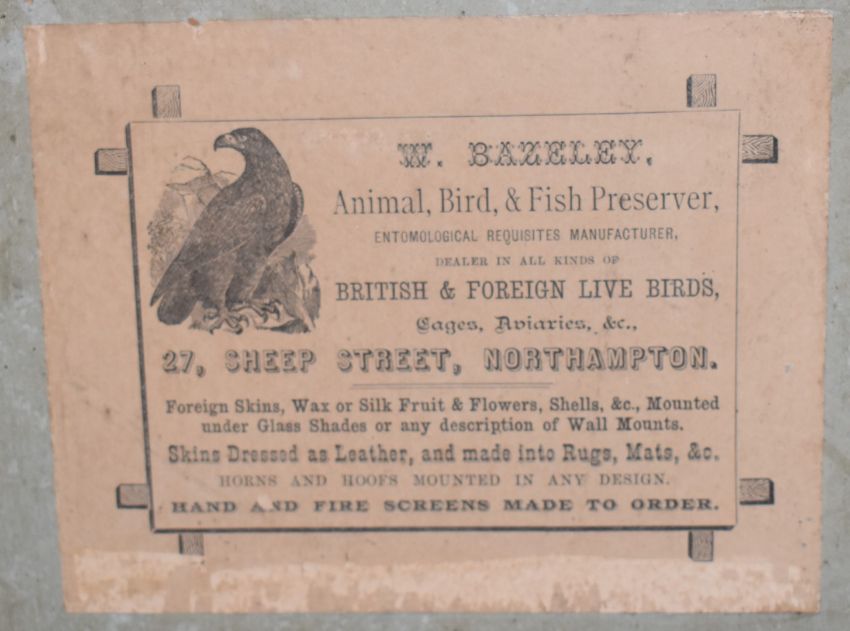 W. BAZELEY,
Animal, Bird, & Fish Preserver,
ENTOMOLOGICAL REQUISITES MANUFACTURER,
DEALER IN ALL KINDS OF
BRITISH & FOREIGN LIVE BIRDS,
Cages, Aviaries, &c.,
27, SHEEP STREET, NORTHAMPTON.
Foreign Skins, Wax or Silk Fruit & Flowers, Shells, &c., Mounted
under Glass Shades or any description of Wall Mounts.
Skins Dressed as Leather, and made into Rugs, Mats, &c.
HORNS AND HOOFS MOUNTED IN ANY DESIGN.
HAND AND FIRE SCREENS MADE TO ORDER.